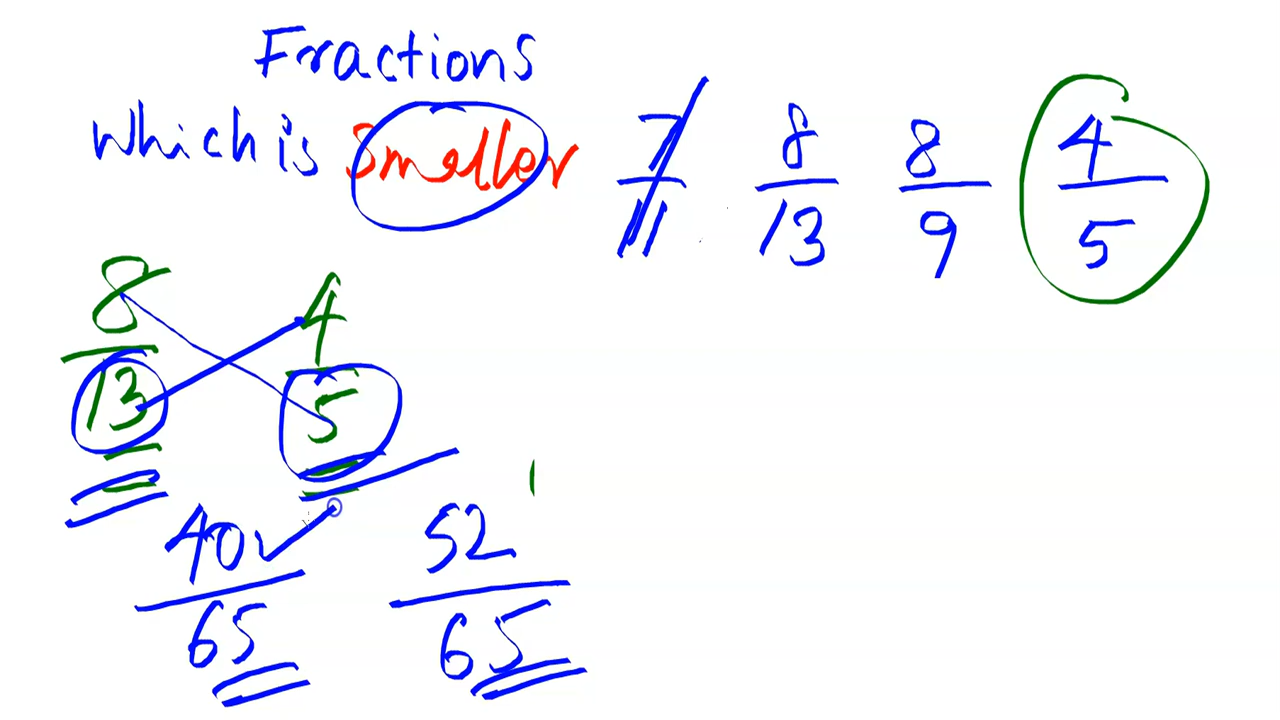 Fractions
Which is smaller 7/11 8/13 8/9 4/5
8/13 4/5
40/65 52/65